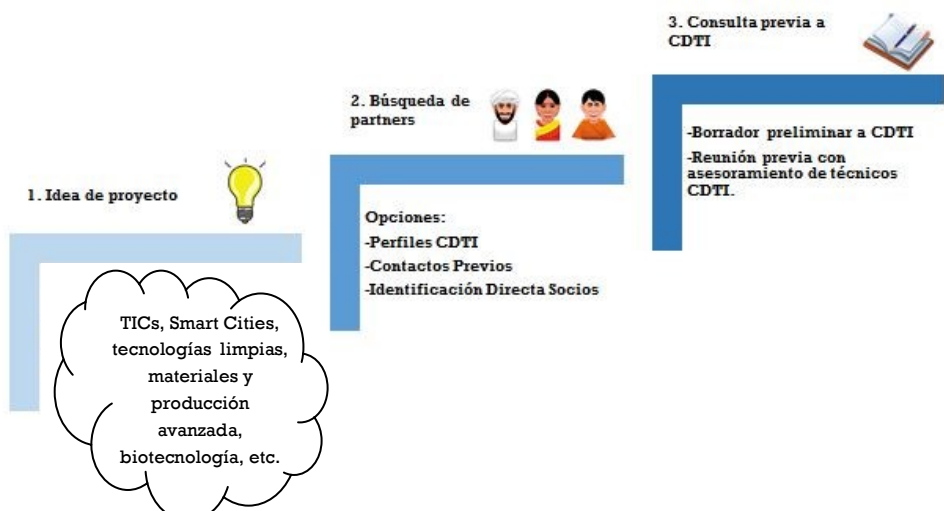 1. Idea de proyecto
TICs, Smart Cities,
tecnologías limpias,
materiales y
producción
avanzada,
biotecnología, etc.
2. Búsqueda de
partners
Opciones:
-Perfiles CDTI
-Contactos Previos
-Identificación Directa Socios
3. Consulta previa a
CDTI
-Borrador preliminar a CDTI
-Reunión previa con
asesoramiento de técnicos
CDTI.